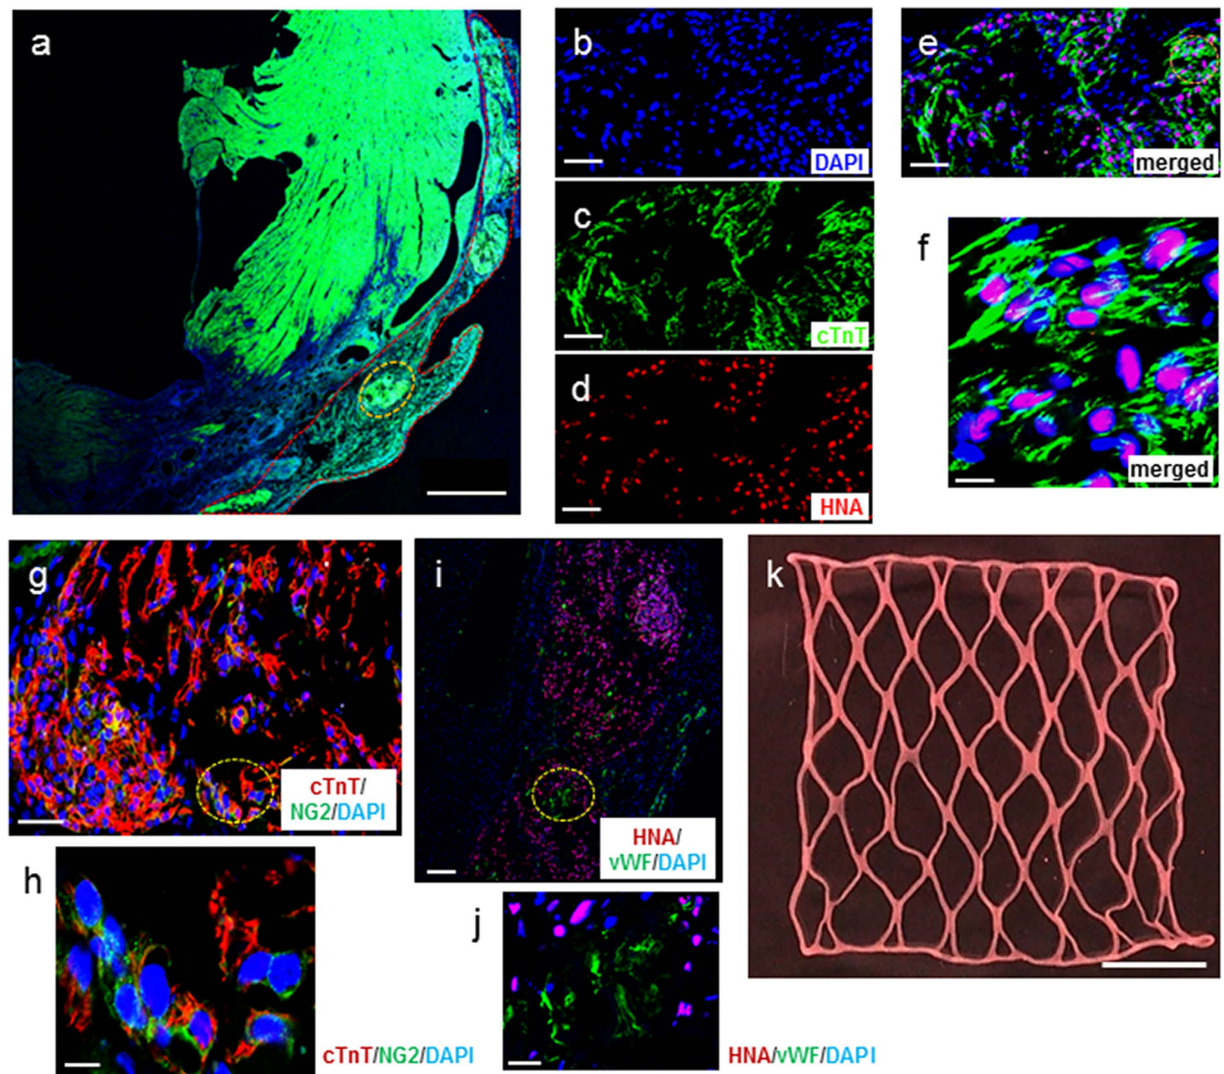 a
b
DAPI
c
cTnT
d
HNA
e
merged
f
merged
g
cTnT/
NG2/DAPI
h
cTnT/NG2/DAPI
i
HNA/
vWF/DAPI
j
HNA/vWF/DAPI
k